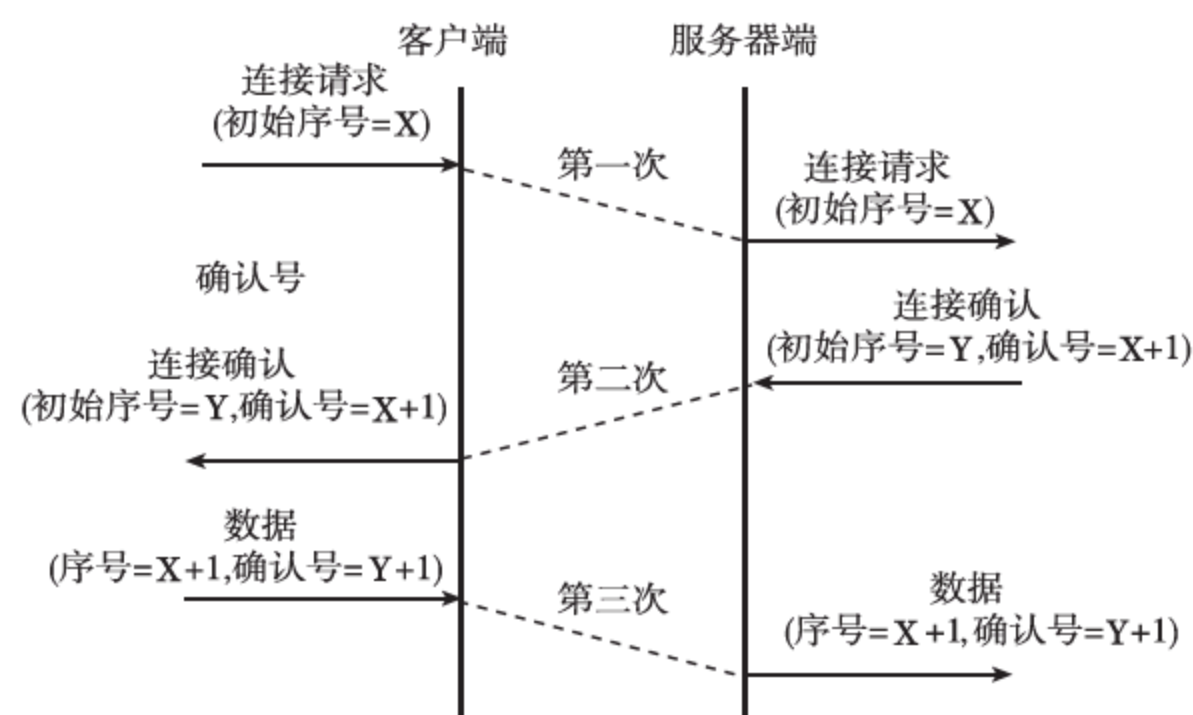 客户端
服务器端
连接请求
(初始序号=X)
第一次
连接请求
(初始序号=X)
确认号
连接确认
(初始序号=Y,确认号=X+1)
第二次
连接确认
(初始序号=Y,确认号=X+1)
数据
(序号=X+1,确认号=Y+1)
第三次
数据
(序号=X+1,确认号=Y+1)